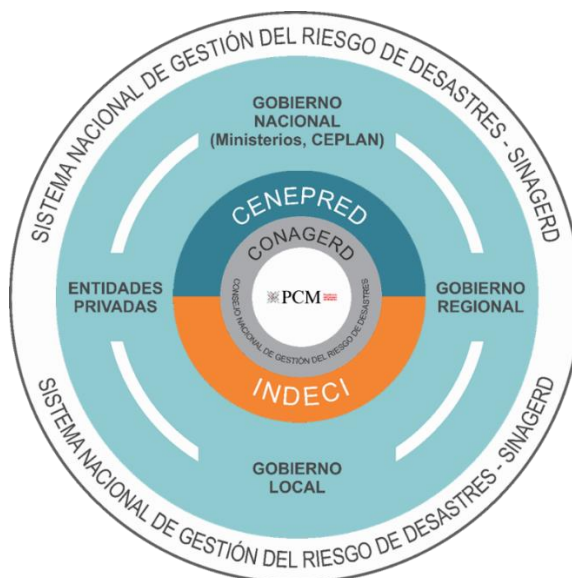 SISTEMA NACIONAL DE GESTIÓN DEL RIESGO DE DESASTRES - SINAGERD
GOBIERNO
NACIONAL
(Ministerios, CEPLAN)
CENEPRED
CONAGERD
PCM
ENTIDADES
PRIVADAS
GOBIERNO
REGIONAL
CONSEJO NACIONAL DE GESTIÓN DEL RIESGO DE DESASTRES
INDECI
GOBIERNO
LOCAL
SISTEMA NACIONAL DE GESTIÓN DEL RIESGO DE DESASTRES - SINAGERD